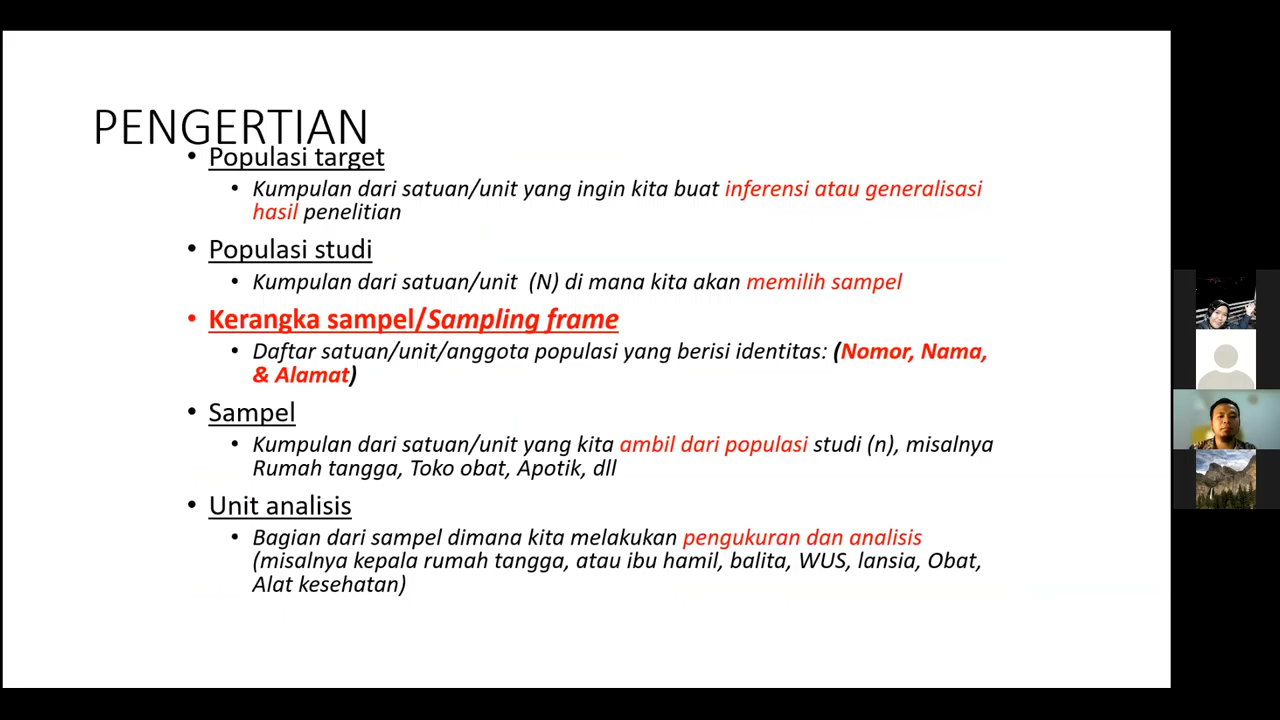 PENGERTIAN
• Populasi target
• Kumpulan dari satuan/unit yang ingin kita buat inferensi atau generalisasi
hasil penelitian
• Populasi studi
• Kumpulan dari satuan/unit (N) di mana kita akan memilih sampel
• Kerangka sampel/Sampling frame
• Daftar satuan/unit/anggota populasi yang berisi identitas: (Nomor, Nama,
& Alamat)
• Sampel
• Kumpulan dari satuan/unit yang kita ambil dari populasi studi (n), misalnya
Rumah tangga, Toko obat, Apotik, dll
• Unit analisis
• Bagian dari sampel dimana kita melakukan pengukuran dan analisis
(misalnya kepala rumah tangga, atau ibu hamil, balita, WUS, lansia, Obat,
Alat kesehatan)